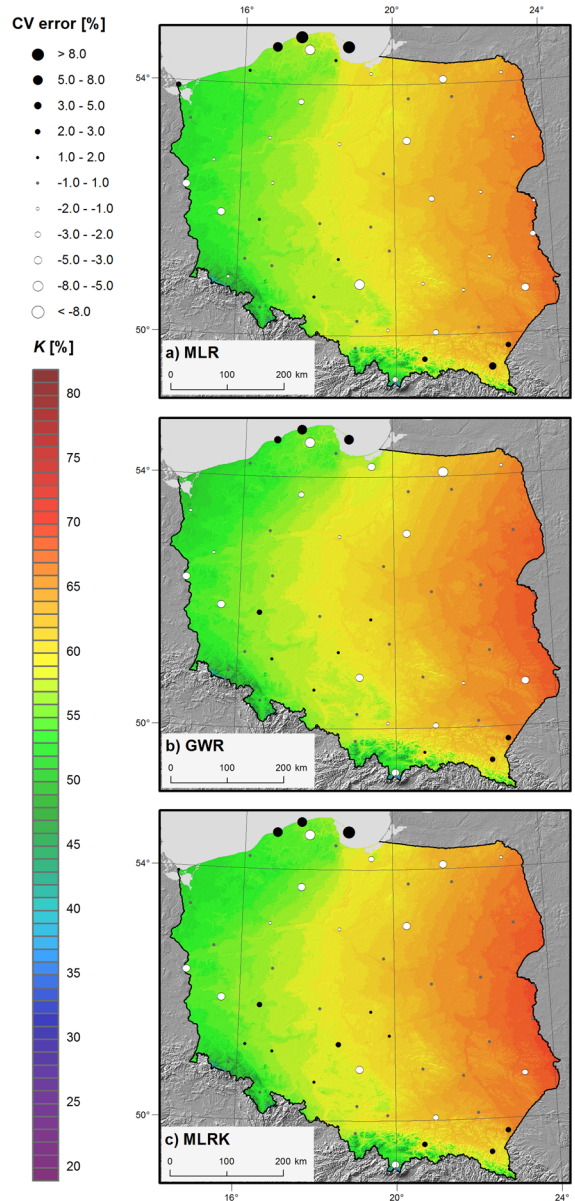 16°
20°
24°
CV error [%]
> 8.0
5.0 - 8.0
3.0 - 5.0
2.0 - 3.0
1.0 - 2.0
-1.0 - 1.0
-2.0 - -1.0
-3.0 - -2.0
-5.0 - -3.0
-8.0 - -5.0
< -8.0
K [%]
80
75
70
65
60
55
50
45
40
35
30
25
20
54°
50°
a) MLR
0 100 200 km
54°
50°
b) GWR
0 100 200 km
54°
50°
c) MLRK
0 100 200 km
16°
20°
24°